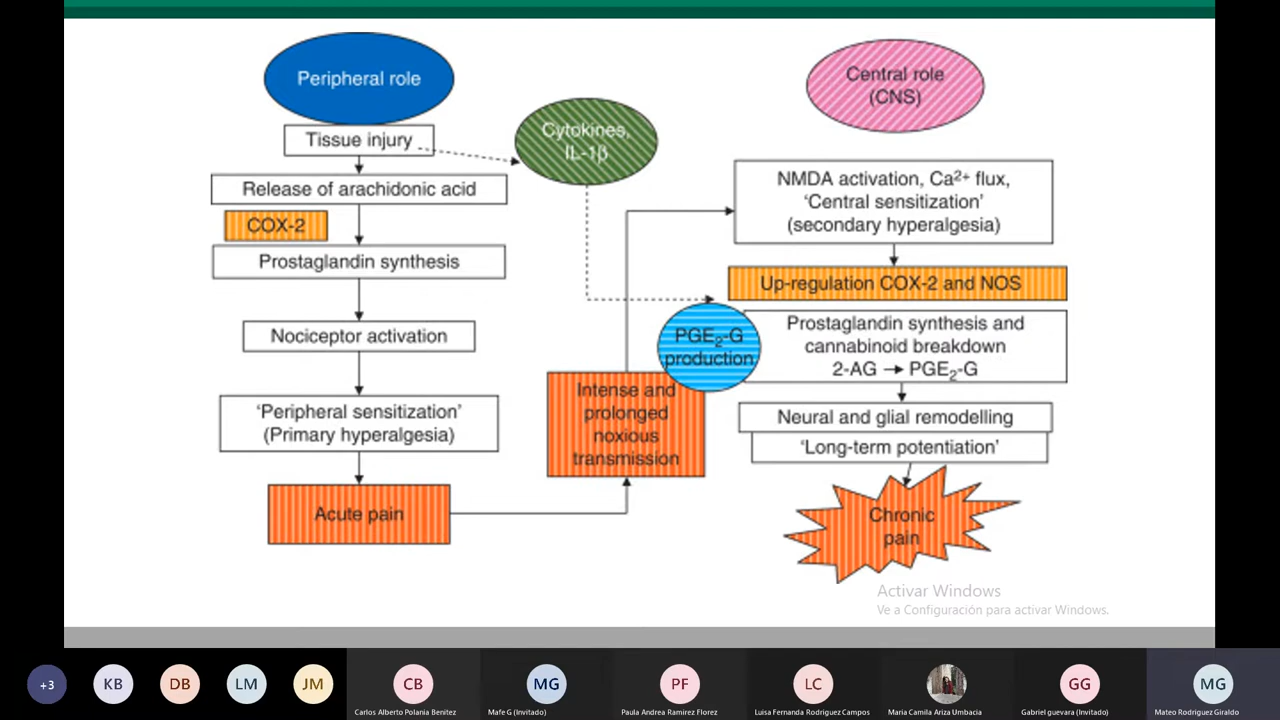 Peripheral role
Tissue injury
Release of arachidonic acid
COX-2
Prostaglandin synthesis
Nociceptor activation
‘Peripheral sensitization’
(Primary hyperalgesia)
Acute pain
Cytokines,
IL-1β
Intense and
prolonged
noxious
transmission
PGE₂-G
production
Central role
(CNS)
NMDA activation, Ca²⁺ flux,
‘Central sensitization’
(secondary hyperalgesia)
Up-regulation COX-2 and NOS
Prostaglandin synthesis and
cannabinoid breakdown
2-AG → PGE₂-G
Neural and glial remodelling
‘Long-term potentiation’
Chronic
pain
Activar Windows
Ve a Configuración para activar Windows.
+3
KB
DB
LM
JM
CB
Carlos Alberto Polania Benitez
MG
Mafe G (Invitado)
PF
Paula Andrea Ramirez Florez
LC
Luisa Fernanda Rodriguez Campos
Maria Camila Ariza Umbacia
GG
Gabriel guevara (Invitado)
MG
Mateo Rodriguez Giraldo